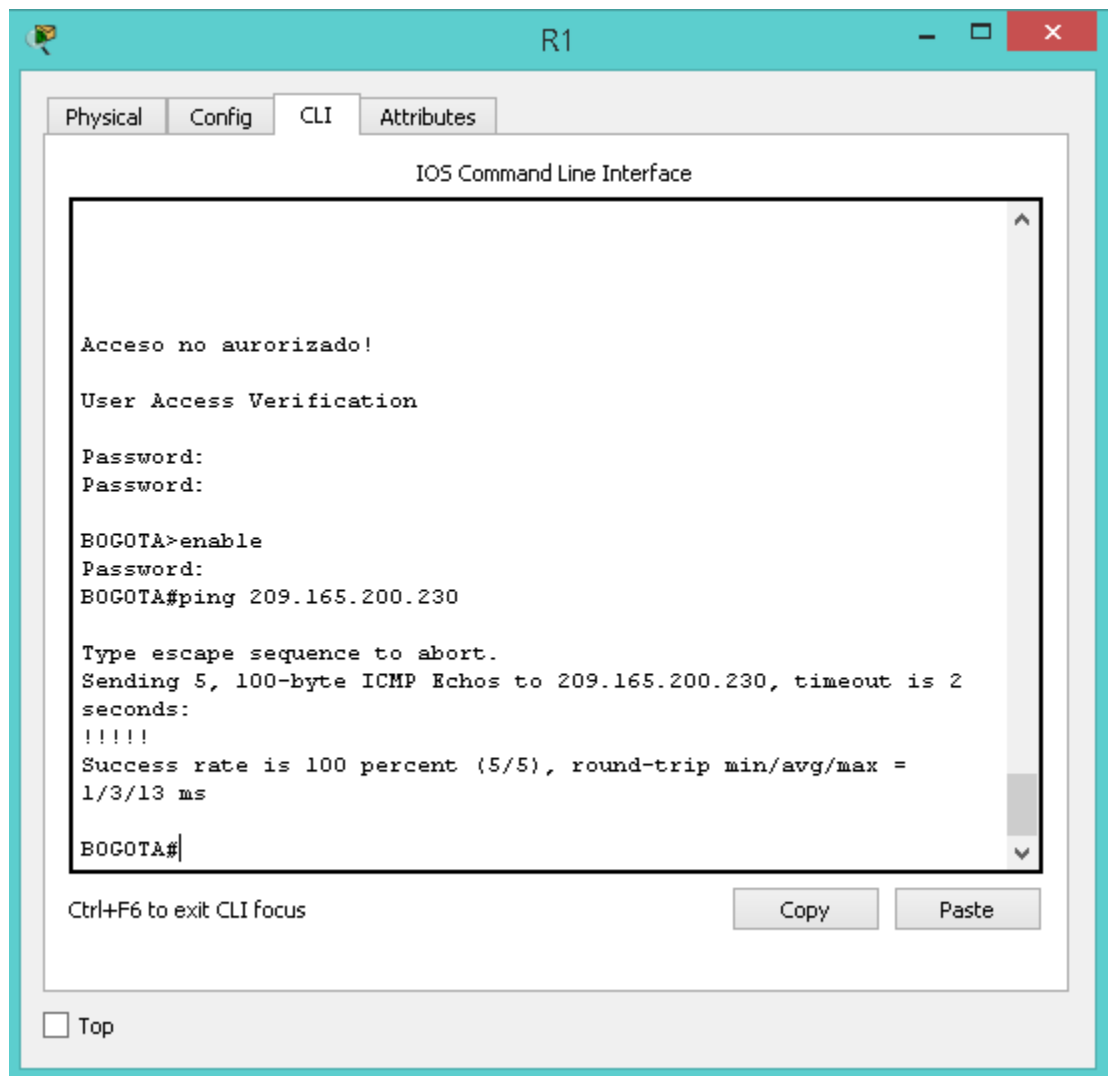 R1
Physical Config CLI Attributes
IOS Command Line Interface
Acceso no aurorizado!
User Access Verification
Password:
Password:
BOGOTA>enable
Password:
BOGOTA#ping 209.165.200.230
Type escape sequence to abort.
Sending 5, 100-byte ICMP Echos to 209.165.200.230, timeout is 2
seconds:
!!!!!
Success rate is 100 percent (5/5), round-trip min/avg/max =
1/3/13 ms
BOGOTA#
Ctrl+F6 to exit CLI focus
Copy Paste
Top